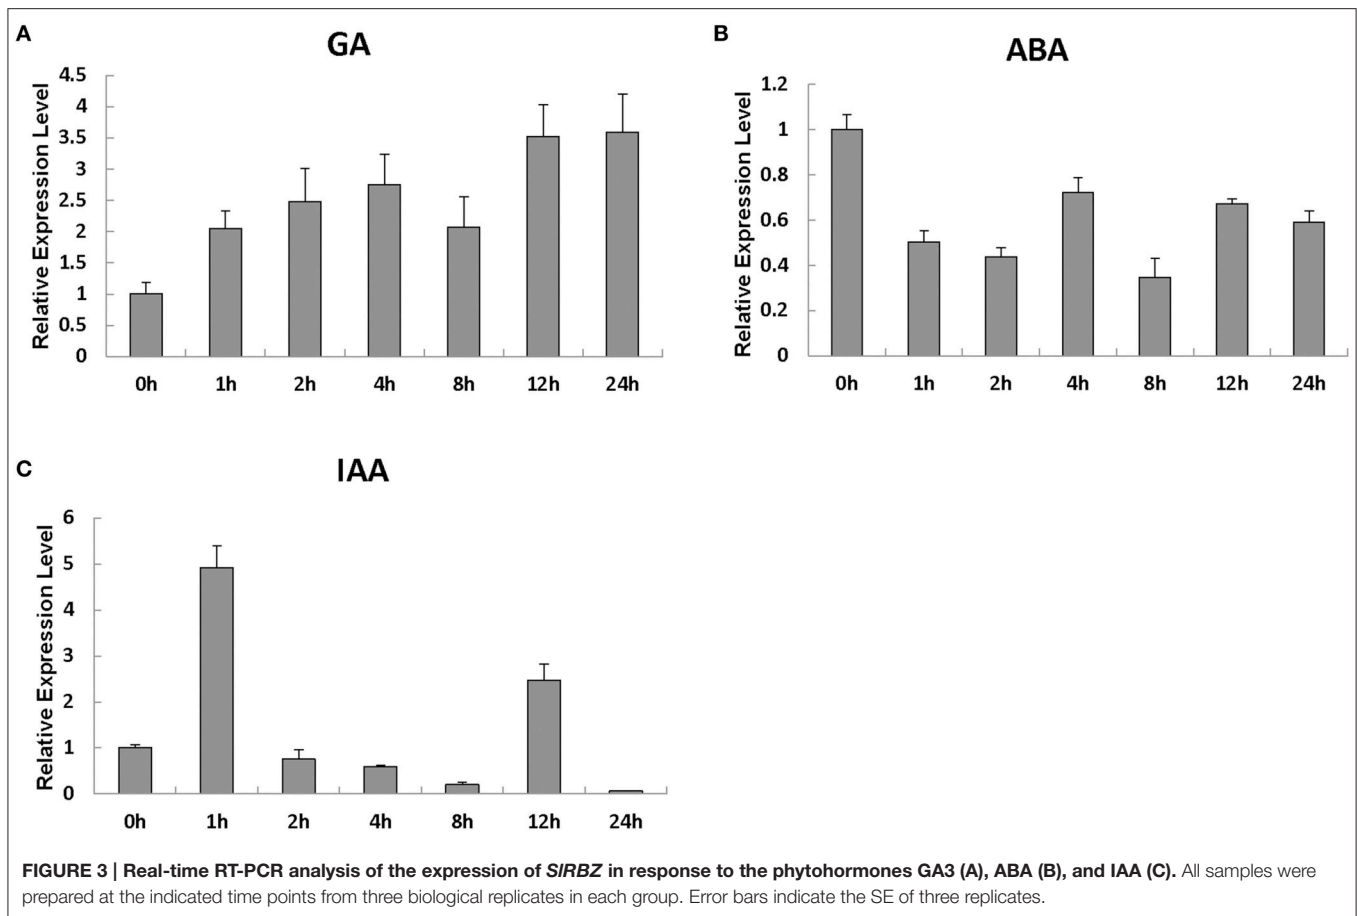 A
GA
Relative Expression Level
4.5
4
3.5
3
2.5
2
1.5
1
0.5
0
0h 1h 2h 4h 8h 12h 24h
B
ABA
Relative Expression Level
1.2
1
0.8
0.6
0.4
0.2
0
0h 1h 2h 4h 8h 12h 24h
C
IAA
Relative Expression Level
6
5
4
3
2
1
0
0h 1h 2h 4h 8h 12h 24h
FIGURE 3 | Real-time RT-PCR analysis of the expression of SlRBZ in response to the phytohormones GA3 (A), ABA (B), and IAA (C). All samples were
prepared at the indicated time points from three biological replicates in each group. Error bars indicate the SE of three replicates.